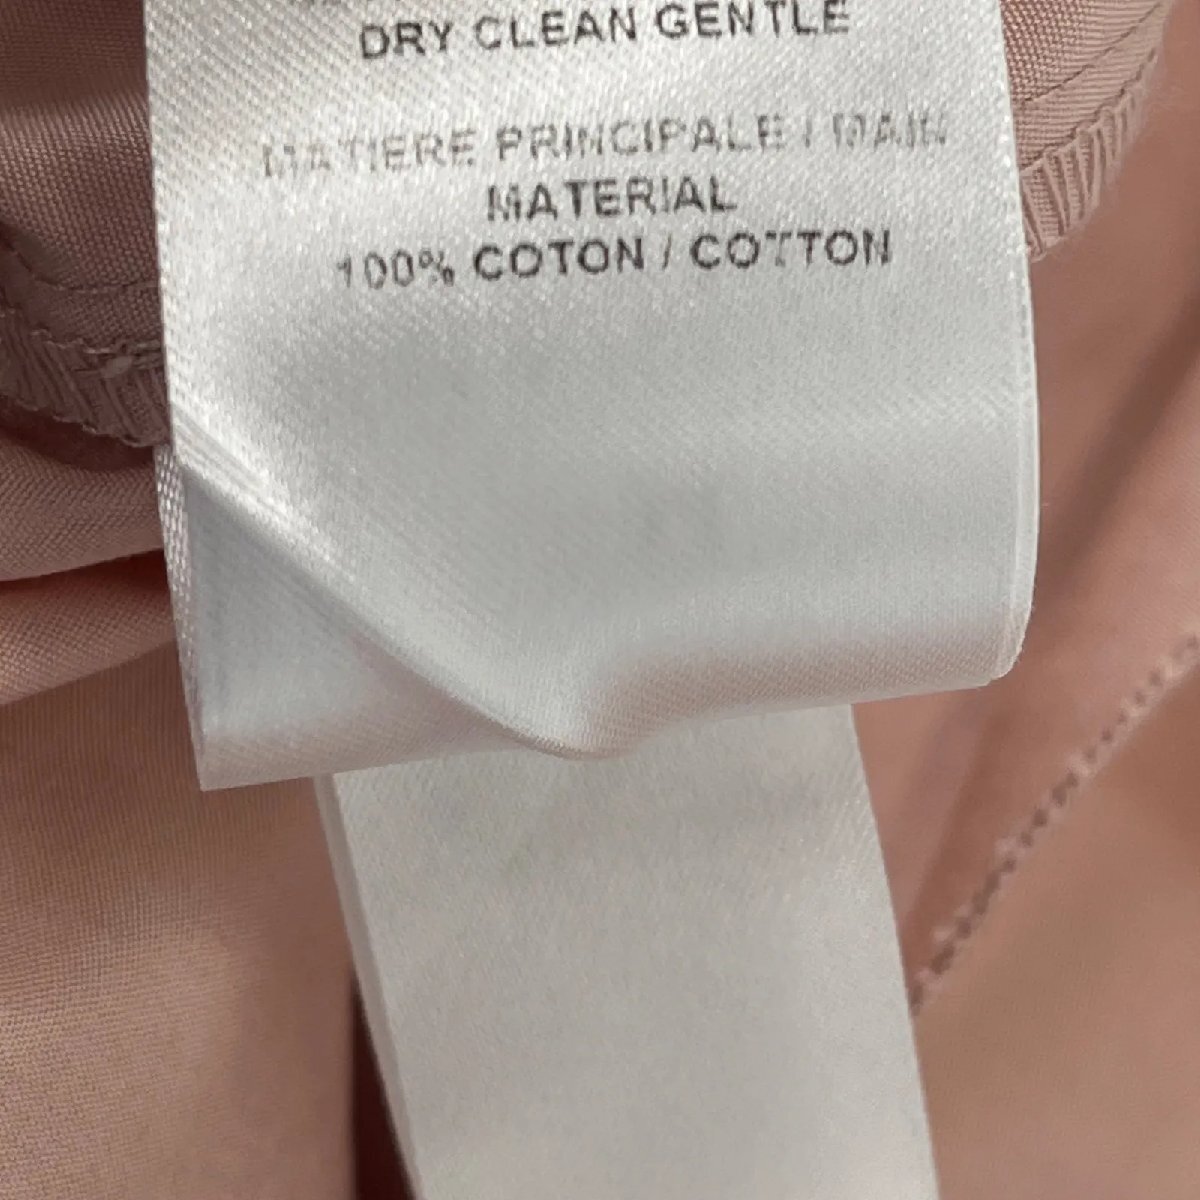 DRY CLEAN GENTLE
MATIERE PRINCIPALE / MAIN
MATERIAL
100% COTON / COTTON